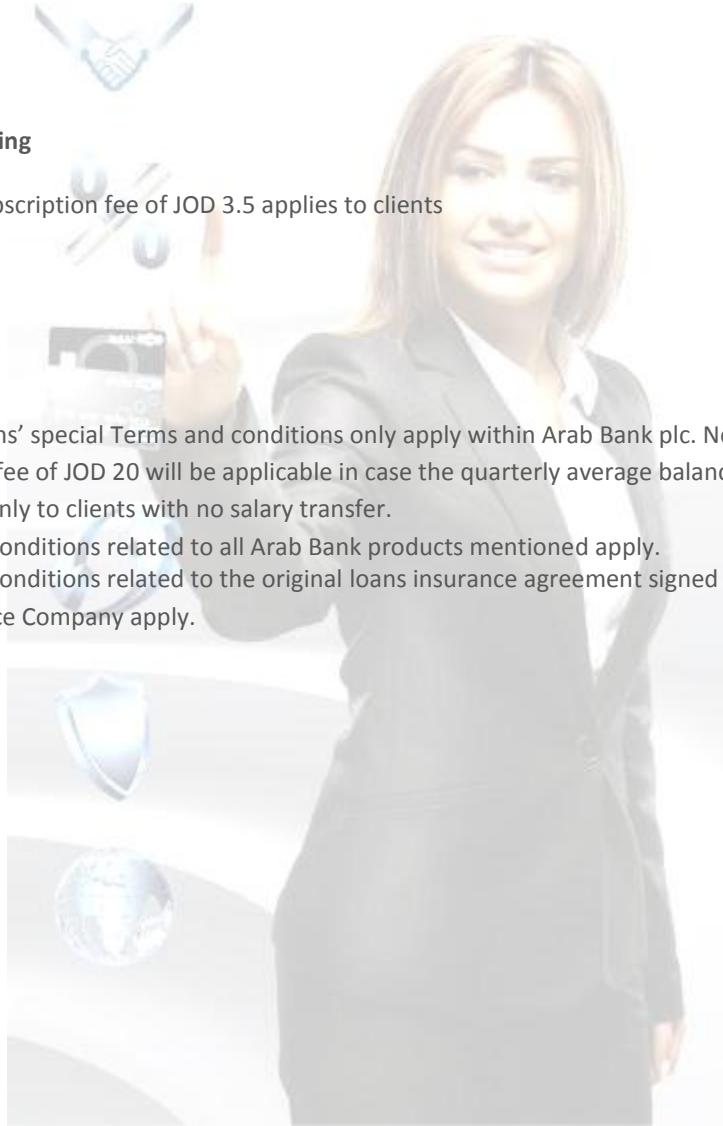 ing
bscription fee of JOD 3.5 applies to clients
ns’ special Terms and conditions only apply within Arab Bank plc. N
fee of JOD 20 will be applicable in case the quarterly average balanc
nly to clients with no salary transfer.
onditions related to all Arab Bank products mentioned apply.
onditions related to the original loans insurance agreement signed
ce Company apply.